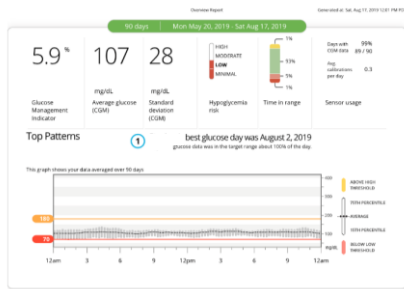 Overview Report
Generated at: Sat, Aug 17, 2019 12:01 PM
90 days | Mon May 20, 2019 - Sat Aug 17, 2019
5.9 %
Glucose
Management
Indicator
107
mg/dL
Average glucose
(CGM)
28
mg/dL
Standard
deviation
(CGM)
HIGH
MODERATE
LOW
MINIMAL
Hypoglycemia
risk
1%
93%
5%
1%
Time in range
Days with
CGM data
99%
89 / 90
Avg.
calibrations
per day
0.3
Sensor usage
Top Patterns
1
best glucose day was August 2, 2019
glucose data was in the target range about 100% of the day.
This graph shows your data averaged over 90 days
400
300
200
100
mg/dL
180
70
12am 3 6 9 12pm 3 6 9 12am
ABOVE HIGH
THRESHOLD
75TH PERCENTILE
AVERAGE
25TH PERCENTILE
BELOW LOW
THRESHOLD